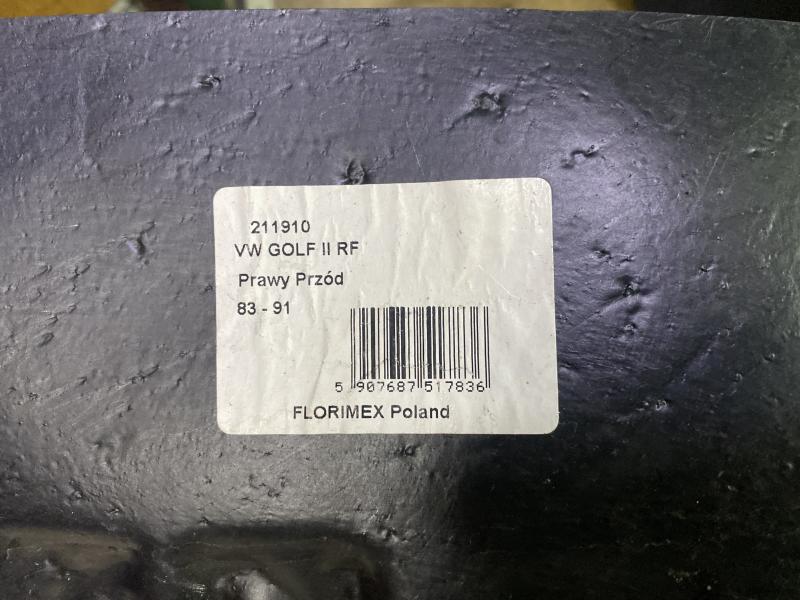 211910
VW GOLF II RF
Prawy Przód
83 - 91
5 907687 517836
FLORIMEX Poland